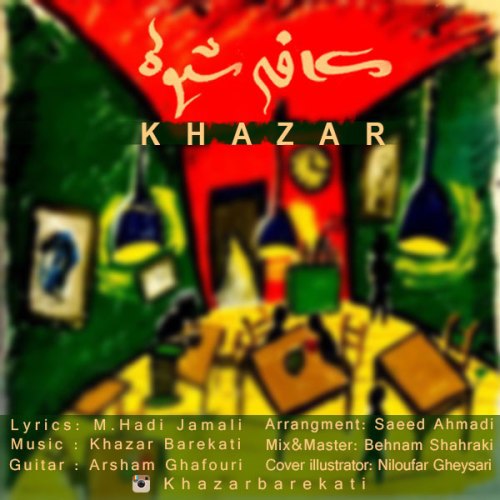 کافه
KHAZAR
Lyrics: M.Hadi Jamali
Music : Khazar Barekati
Guitar : Arsham Ghafouri
Arrangment: Saeed Ahmadi
Mix&Master: Behnam Shahraki
Cover illustrator: Niloufar Gheysari
Khazarbarekati